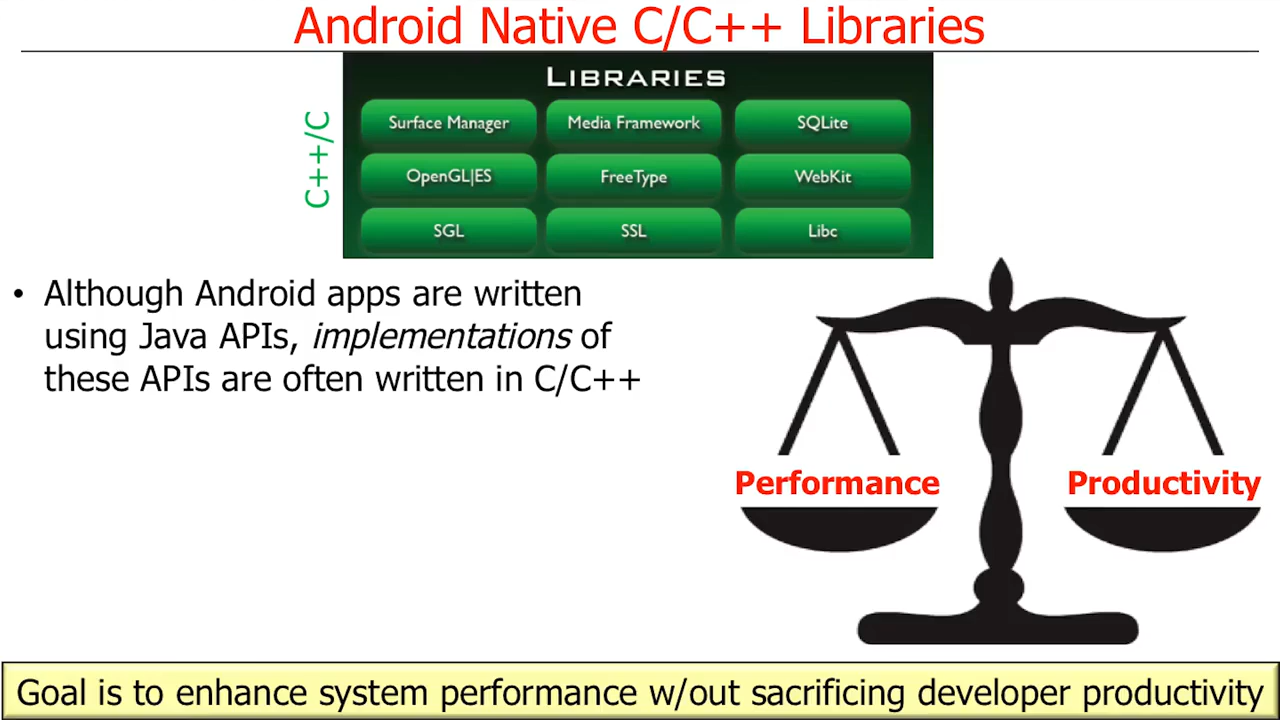 Android Native C/C++ Libraries
LIBRARIES
C++/C
Surface Manager Media Framework SQLite
OpenGL|ES FreeType WebKit
SGL SSL Libc
• Although Android apps are written
using Java APIs, implementations of
these APIs are often written in C/C++
Performance Productivity
Goal is to enhance system performance w/out sacrificing developer productivity